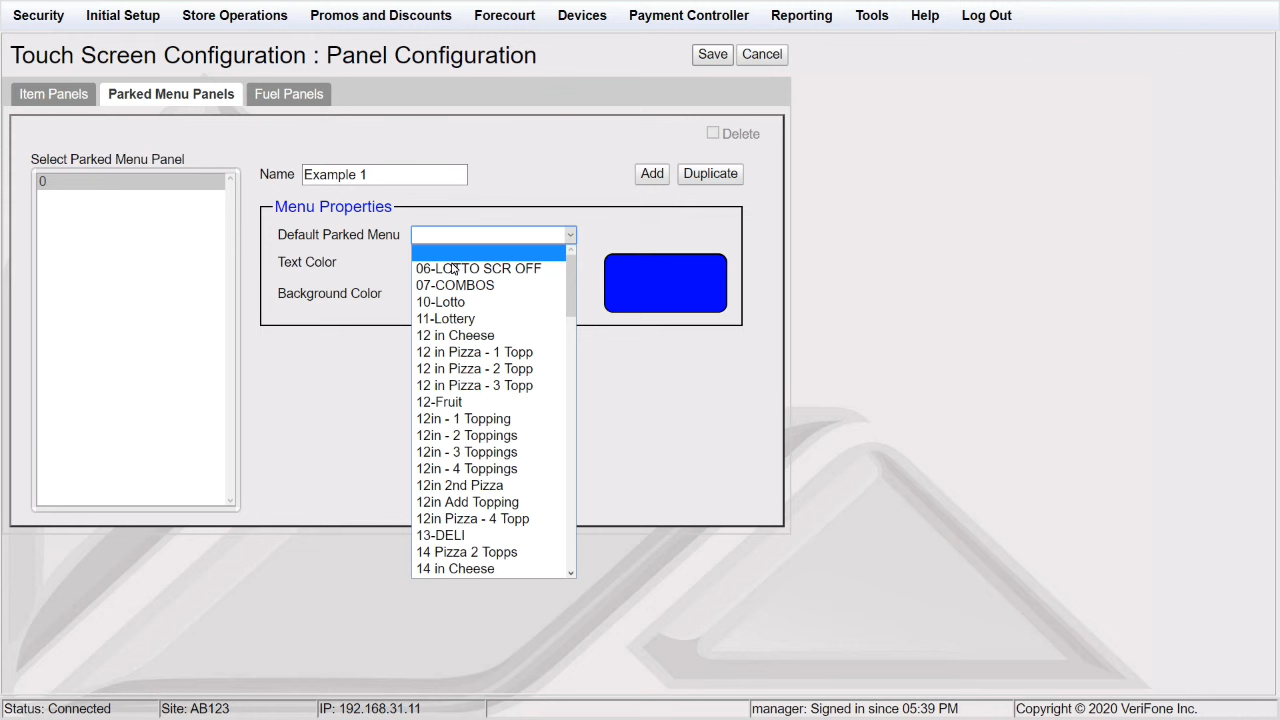 Security Initial Setup Store Operations Promos and Discounts Forecourt Devices Payment Controller Reporting Tools Help Log Out
Touch Screen Configuration : Panel Configuration Save Cancel
Item Panels Parked Menu Panels Fuel Panels
Delete
Select Parked Menu Panel
0
Name Example 1 Add Duplicate
Menu Properties
Default Parked Menu
Text Color
Background Color
06-LOTTO SCR OFF
07-COMBOS
10-Lotto
11-Lottery
12 in Cheese
12 in Pizza - 1 Topp
12 in Pizza - 2 Topp
12 in Pizza - 3 Topp
12-Fruit
12in - 1 Topping
12in - 2 Toppings
12in - 3 Toppings
12in - 4 Toppings
12in 2nd Pizza
12in Add Topping
12in Pizza - 4 Topp
13-DELI
14 Pizza 2 Topps
14 in Cheese
Status: Connected Site: AB123 IP: 192.168.31.11 manager: Signed in since 05:39 PM Copyright © 2020 VeriFone Inc.